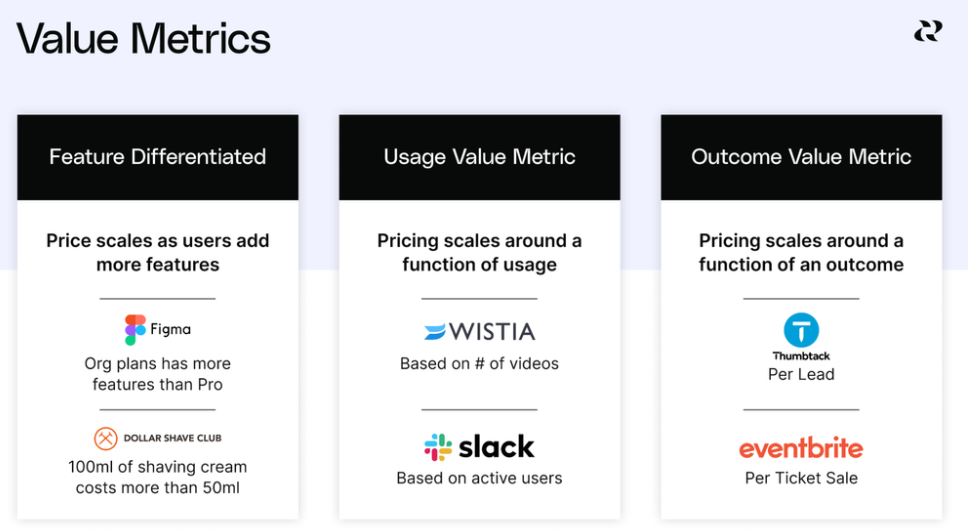 Value Metrics
Feature Differentiated
Price scales as users add
more features
Figma
Org plans has more
features than Pro
DOLLAR SHAVE CLUB
100ml of shaving cream
costs more than 50ml
Usage Value Metric
Pricing scales around a
function of usage
WISTIA
Based on # of videos
slack
Based on active users
Outcome Value Metric
Pricing scales around a
function of an outcome
Thumbtack
Per Lead
eventbrite
Per Ticket Sale